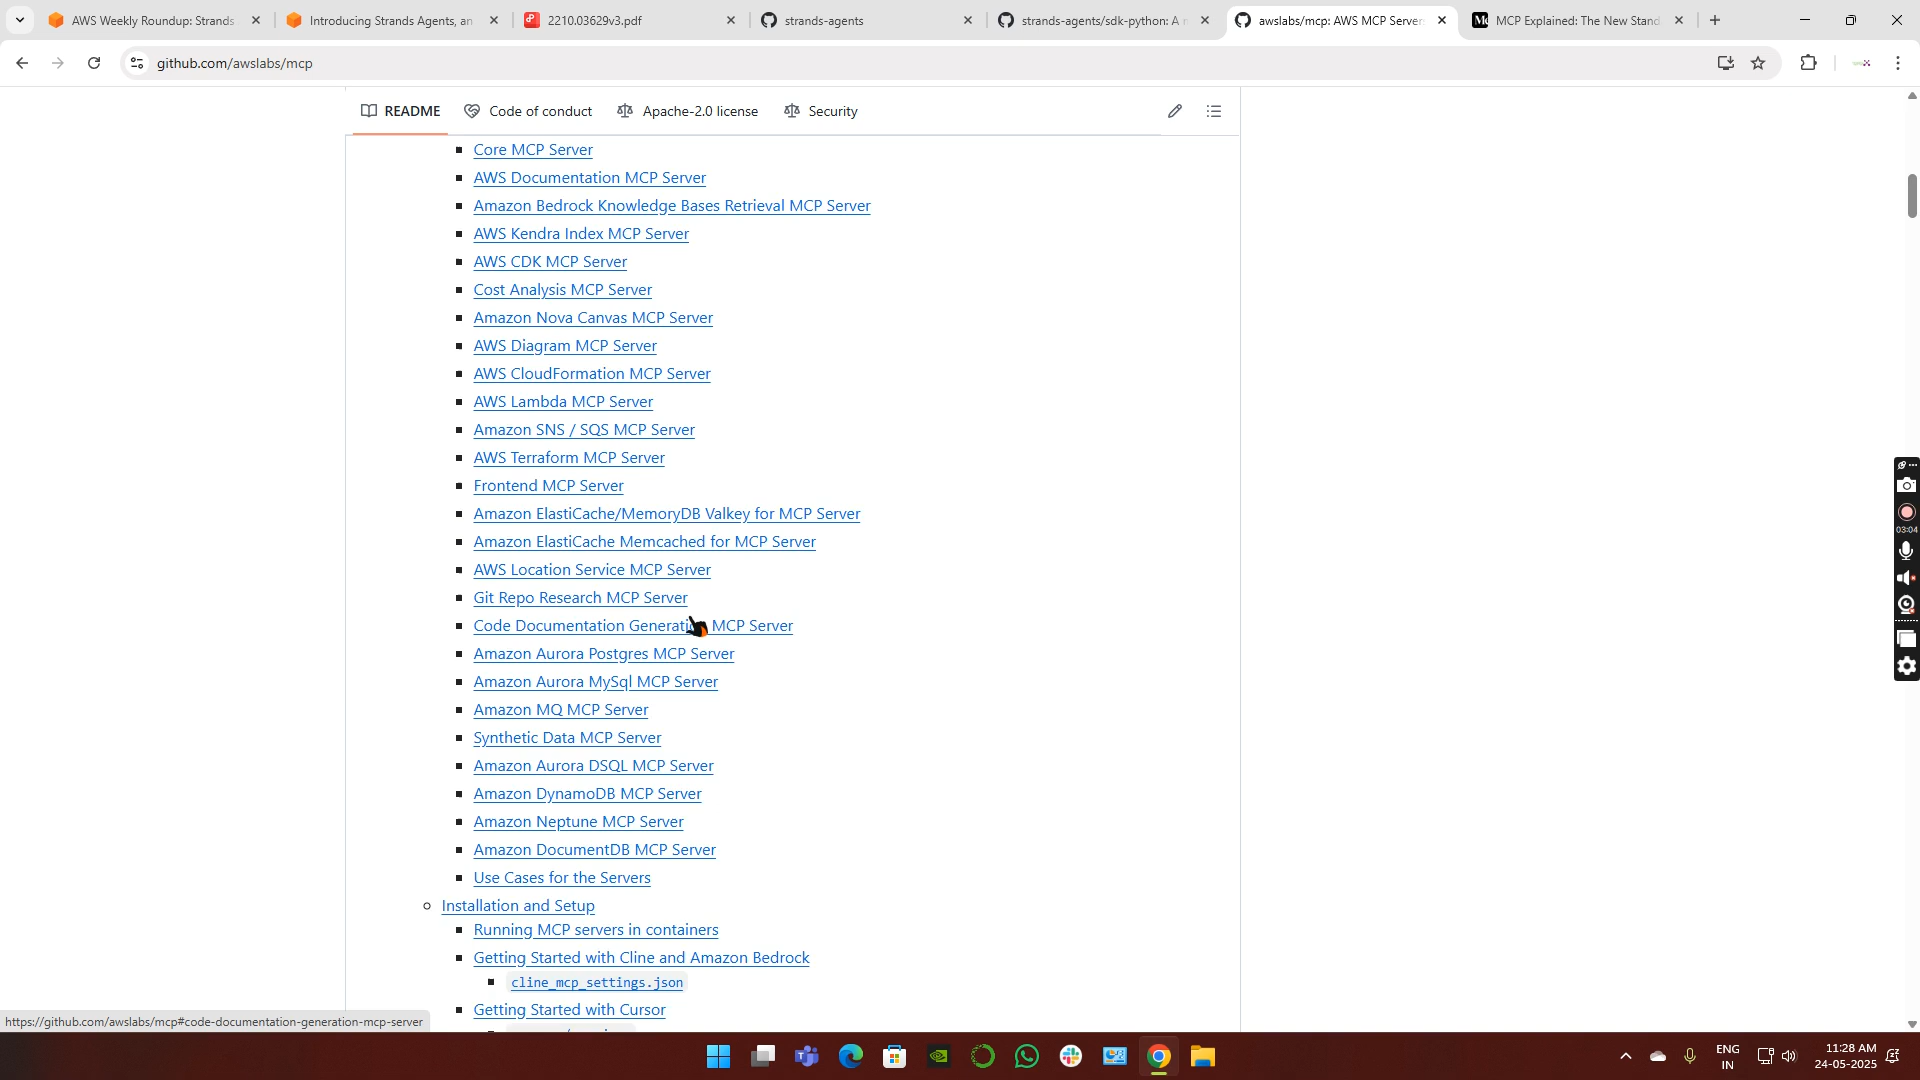 AWS Weekly Roundup: Strands
Introducing Strands Agents, an
2210.03629v3.pdf
strands-agents
strands-agents/sdk-python: A m
awslabs/mcp: AWS MCP Server
MCP Explained: The New Stand
github.com/awslabs/mcp
README
Code of conduct
Apache-2.0 license
Security
Core MCP Server
AWS Documentation MCP Server
Amazon Bedrock Knowledge Bases Retrieval MCP Server
AWS Kendra Index MCP Server
AWS CDK MCP Server
Cost Analysis MCP Server
Amazon Nova Canvas MCP Server
AWS Diagram MCP Server
AWS CloudFormation MCP Server
AWS Lambda MCP Server
Amazon SNS / SQS MCP Server
AWS Terraform MCP Server
Frontend MCP Server
Amazon ElastiCache/MemoryDB Valkey for MCP Server
Amazon ElastiCache Memcached for MCP Server
AWS Location Service MCP Server
Git Repo Research MCP Server
Code Documentation Generation MCP Server
Amazon Aurora Postgres MCP Server
Amazon Aurora MySql MCP Server
Amazon MQ MCP Server
Synthetic Data MCP Server
Amazon Aurora DSQL MCP Server
Amazon DynamoDB MCP Server
Amazon Neptune MCP Server
Amazon DocumentDB MCP Server
Use Cases for the Servers
Installation and Setup
Running MCP servers in containers
Getting Started with Cline and Amazon Bedrock
cline_mcp_settings.json
Getting Started with Cursor
03:04
https://github.com/awslabs/mcp#code-documentation-generation-mcp-server
ENG
IN
11:28 AM
24-05-2025